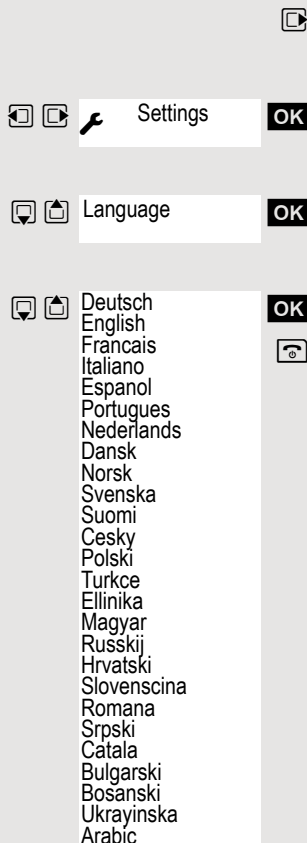 Settings OK
Language OK
Deutsch OK
English
Francais
Italiano
Espanol
Portugues
Nederlands
Dansk
Norsk
Svenska
Suomi
Cesky
Polski
Turkce
Ellinika
Magyar
Russkij
Hrvatski
Slovenscina
Romana
Srpski
Catala
Bulgarski
Bosanski
Ukrayinska
Arabic